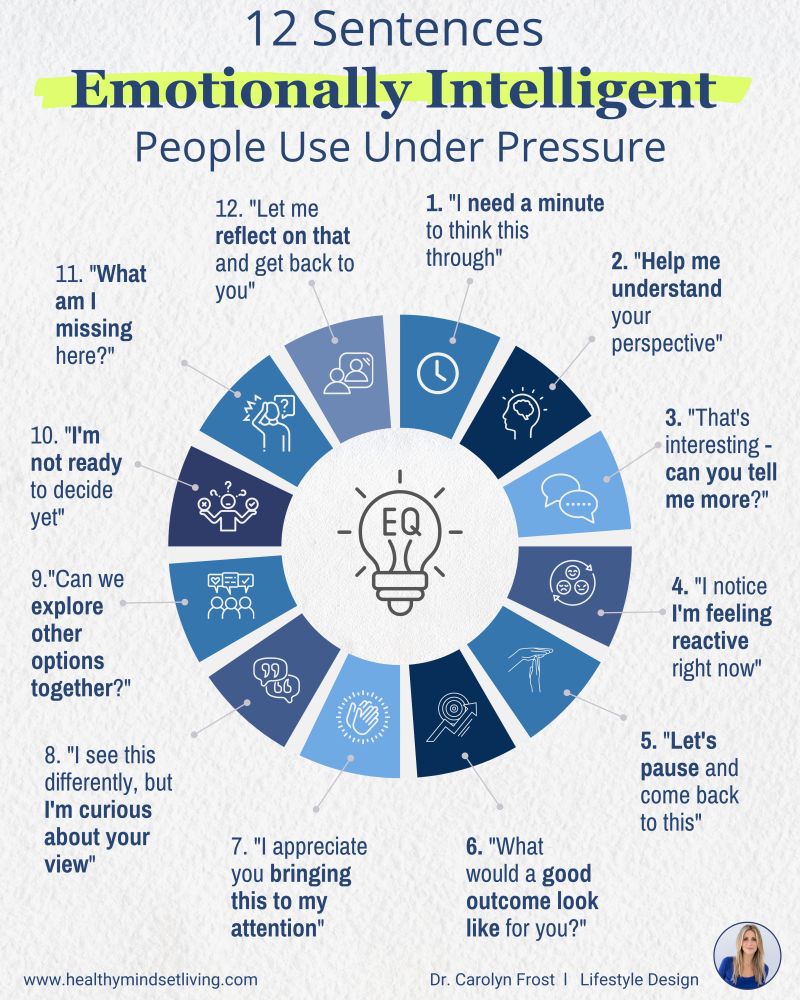 12 Sentences
Emotionally Intelligent
People Use Under Pressure
1. "I need a minute
to think this
through"
2. "Help me
understand
your
perspective"
3. "That's
interesting -
can you tell
me more?"
4. "I notice
I'm feeling
reactive
right now"
5. "Let's
pause and
come back
to this"
6. "What
would a good
outcome look
like for you?"
7. "I appreciate
you bringing
this to my
attention"
8. "I see this
differently, but
I'm curious
about your
view"
9."Can we
explore
other
options
together?"
10. "I'm
not ready
to decide
yet"
11. "What
am I
missing
here?"
12. "Let me
reflect on that
and get back to
you"
EQ
www.healthymindsetliving.com
Dr. Carolyn Frost | Lifestyle Design